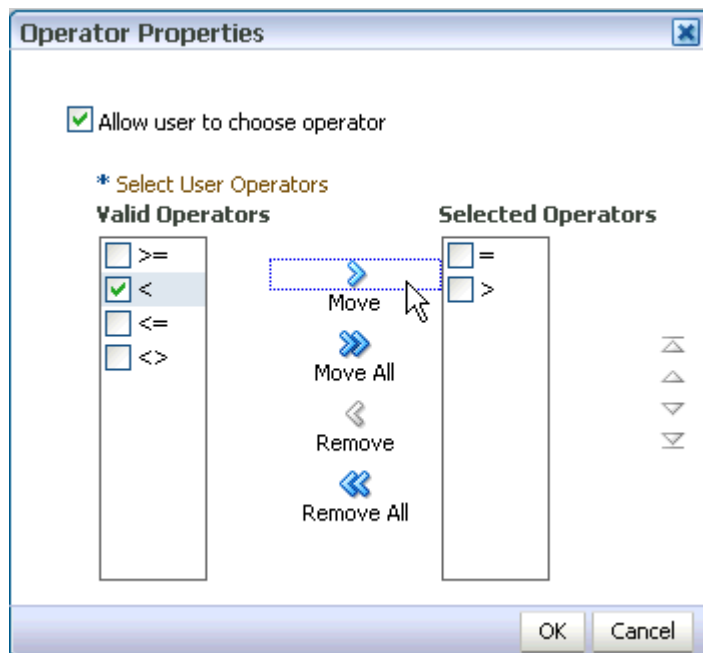 Operator Properties
Allow user to choose operator
* Select User Operators
Valid Operators
Selected Operators
>=
<
<=
<>
Move
Move All
Remove
Remove All
=
>
OK
Cancel